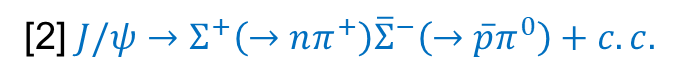 [2] J/ψ → Σ⁺(→ nπ⁺)Σ̄⁻(→ p̄π⁰) + c.c.